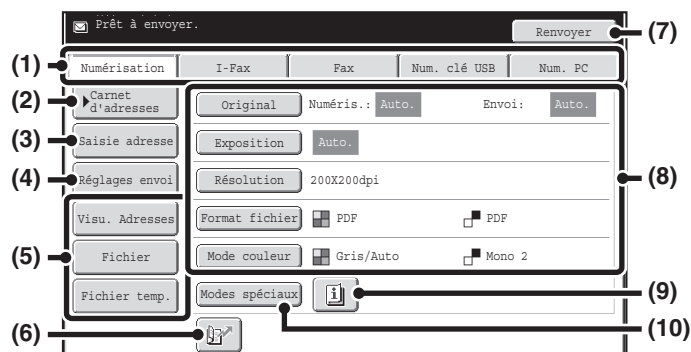 Prêt à envoyer.
Renvoyer
(7)
(1)
Numérisation
I-Fax
Fax
Num. clé USB
Num. PC
(2)
Carnet
d'adresses
Original
Numéris.:
Auto.
Envoi:
Auto.
(3)
Saisie adresse
Exposition
Auto.
(8)
(4)
Réglages envoi
Résolution
200X200dpi
Visu. Adresses
Format fichier
PDF
PDF
(5)
Fichier
Mode couleur
Gris/Auto
Mono 2
Fichier temp.
Modes spéciaux
(9)
(10)
(6)